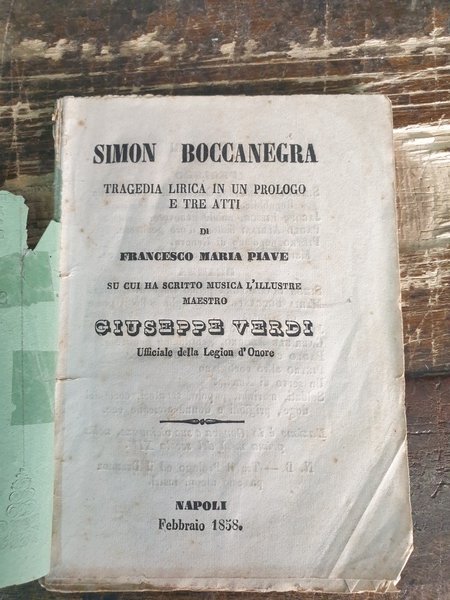 SIMON BOCCANEGRA
TRAGEDIA LIRICA IN UN PROLOGO
E TRE ATTI
DI
FRANCESCO MARIA PIAVE
SU CUI HA SCRITTO MUSICA L'ILLUSTRE
MAESTRO
GIUSEPPE VERDI
Ufficiale della Legion d'Onore
NAPOLI
Febbraio 1858.